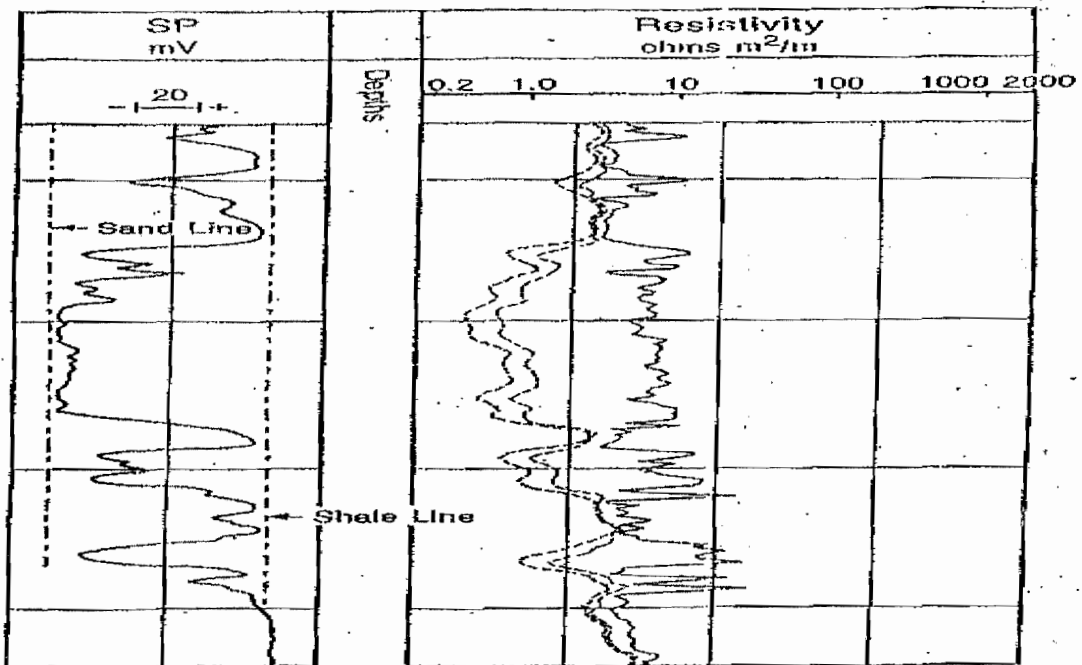 SP
mV
Resistivity
ohms m²/m
Depths
- 20 +
0.2 1.0 10 100 1000 2000
Sand Line
Shale Line